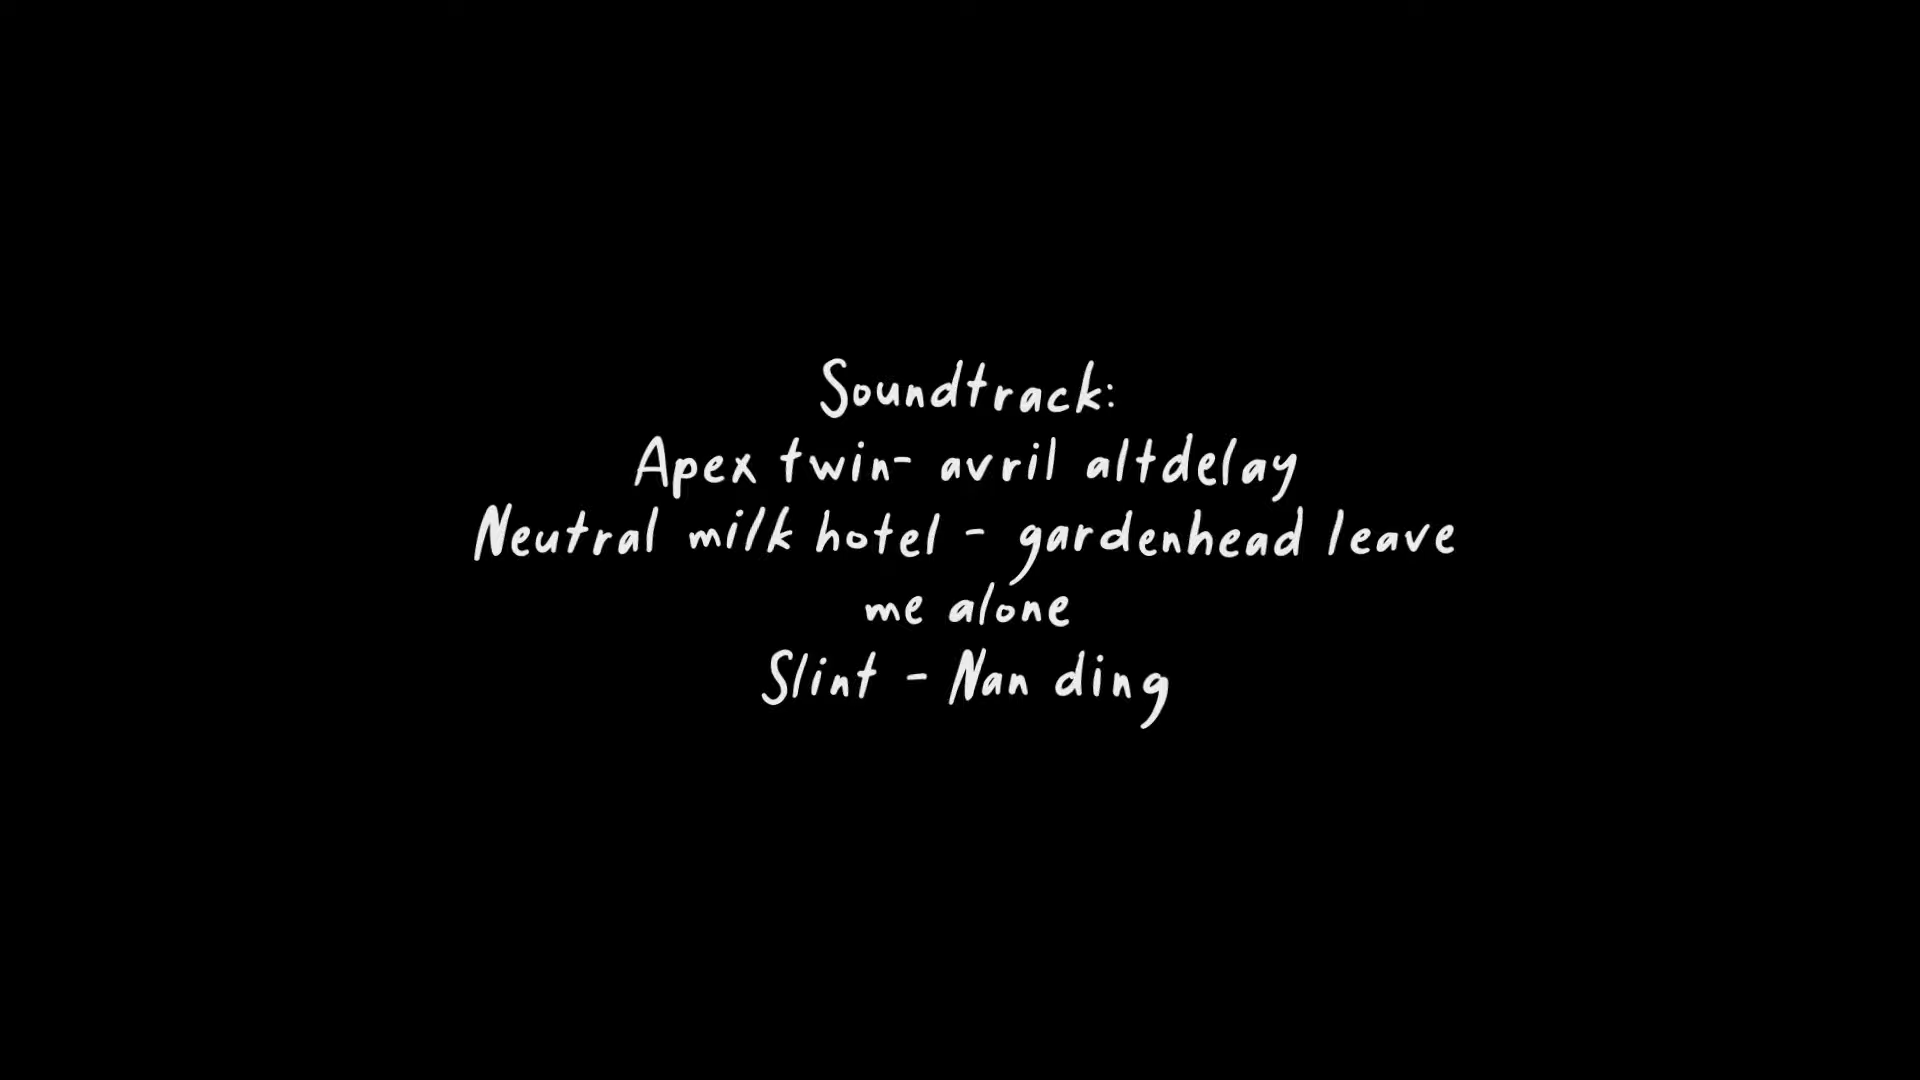 Soundtrack:
Apex twin- avril altdelay
Neutral milk hotel - gardenhead leave
me alone
Slint - Nan ding